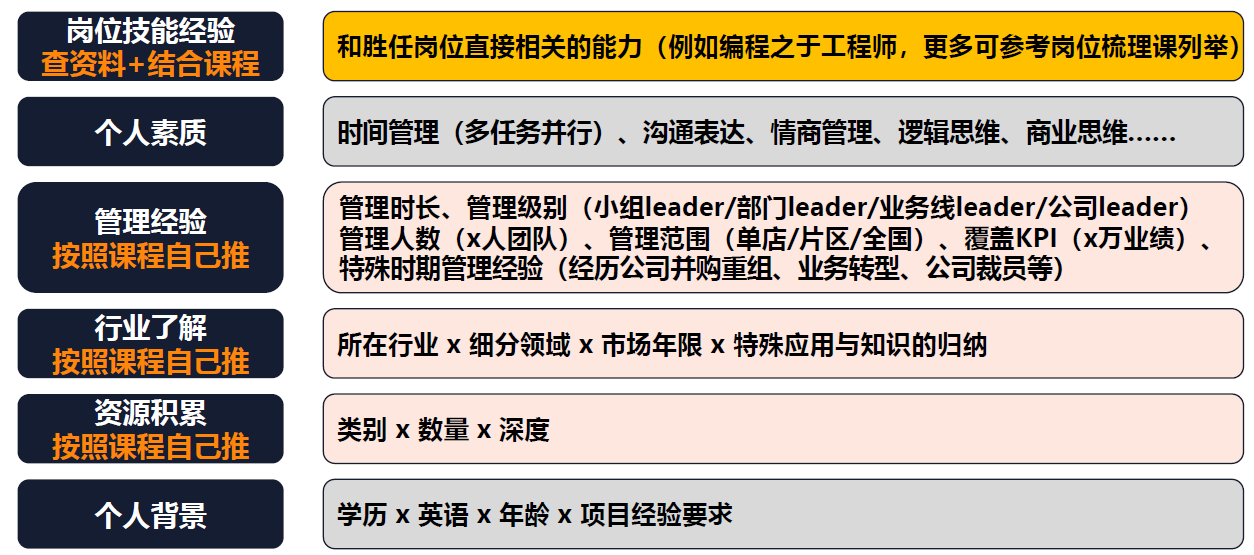 岗位技能经验
查资料+结合课程
和胜任岗位直接相关的能力（例如编程之于工程师，更多可参考岗位梳理课列举）
个人素质
时间管理（多任务并行）、沟通表达、情商管理、逻辑思维、商业思维……
管理经验
按照课程自己推
管理时长、管理级别（小组leader/部门leader/业务线leader/公司leader）
管理人数（x人团队）、管理范围（单店/片区/全国）、覆盖KPI（x万业绩）、
特殊时期管理经验（经历公司并购重组、业务转型、公司裁员等）
行业了解
按照课程自己推
所在行业 x 细分领域 x 市场年限 x 特殊应用与知识的归纳
资源积累
按照课程自己推
类别 x 数量 x 深度
个人背景
学历 x 英语 x 年龄 x 项目经验要求